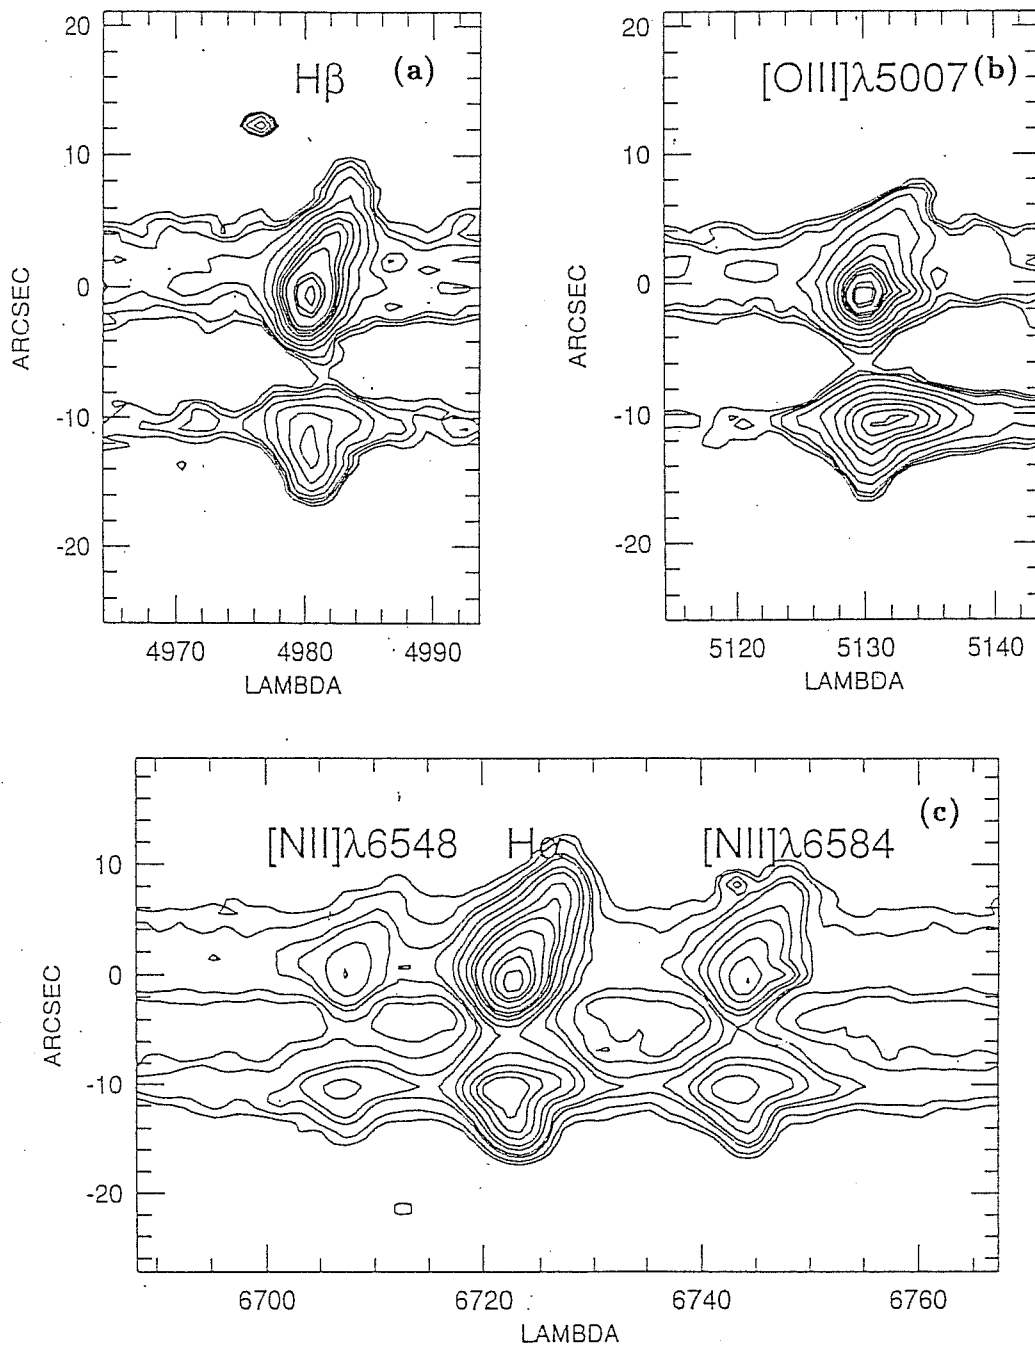 Hβ (a)
ARCSEC
20
10
0
-10
-20
4970 4980 4990
LAMBDA
[OIII]λ5007 (b)
ARCSEC
20
10
0
-10
-20
5120 5130 5140
LAMBDA
(c)
[NII]λ6548 Hα [NII]λ6584
ARCSEC
10
0
-10
-20
6700 6720 6740 6760
LAMBDA